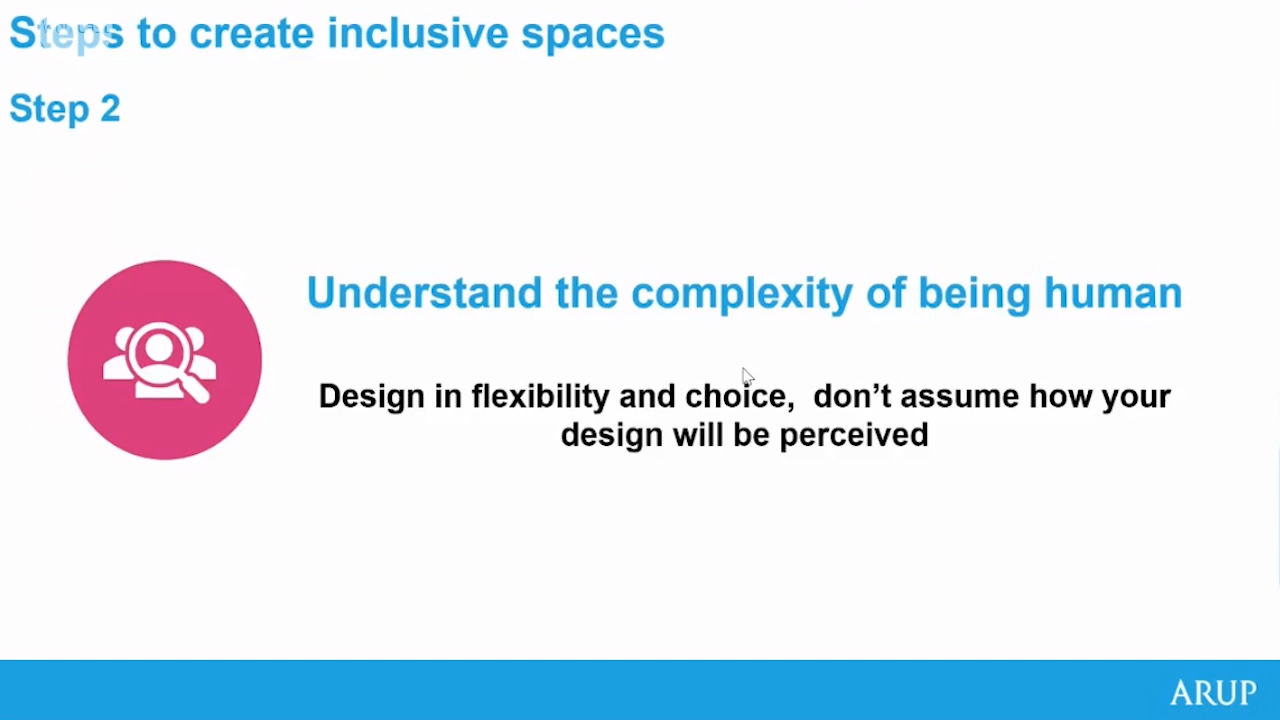 Steps to create inclusive spaces
Step 2
Understand the complexity of being human
Design in flexibility and choice,  don’t assume how your
design will be perceived
ARUP